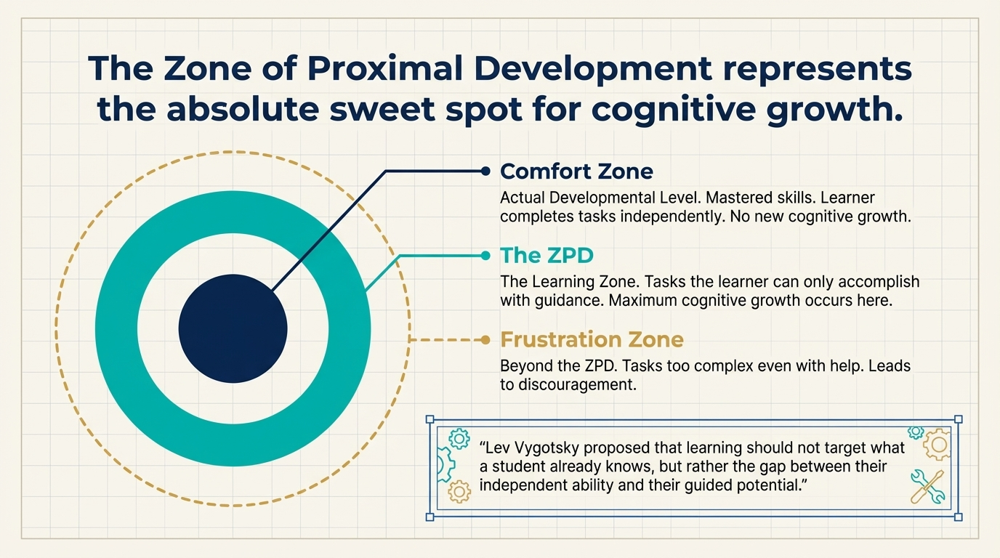 The Zone of Proximal Development represents
the absolute sweet spot for cognitive growth.
Comfort Zone
Actual Developmental Level. Mastered skills. Learner
completes tasks independently. No new cognitive growth.
The ZPD
The Learning Zone. Tasks the learner can only accomplish
with guidance. Maximum cognitive growth occurs here.
Frustration Zone
Beyond the ZPD. Tasks too complex even with help. Leads
to discouragement.
“Lev Vygotsky proposed that learning should not target what
a student already knows, but rather the gap between their
independent ability and their guided potential.”